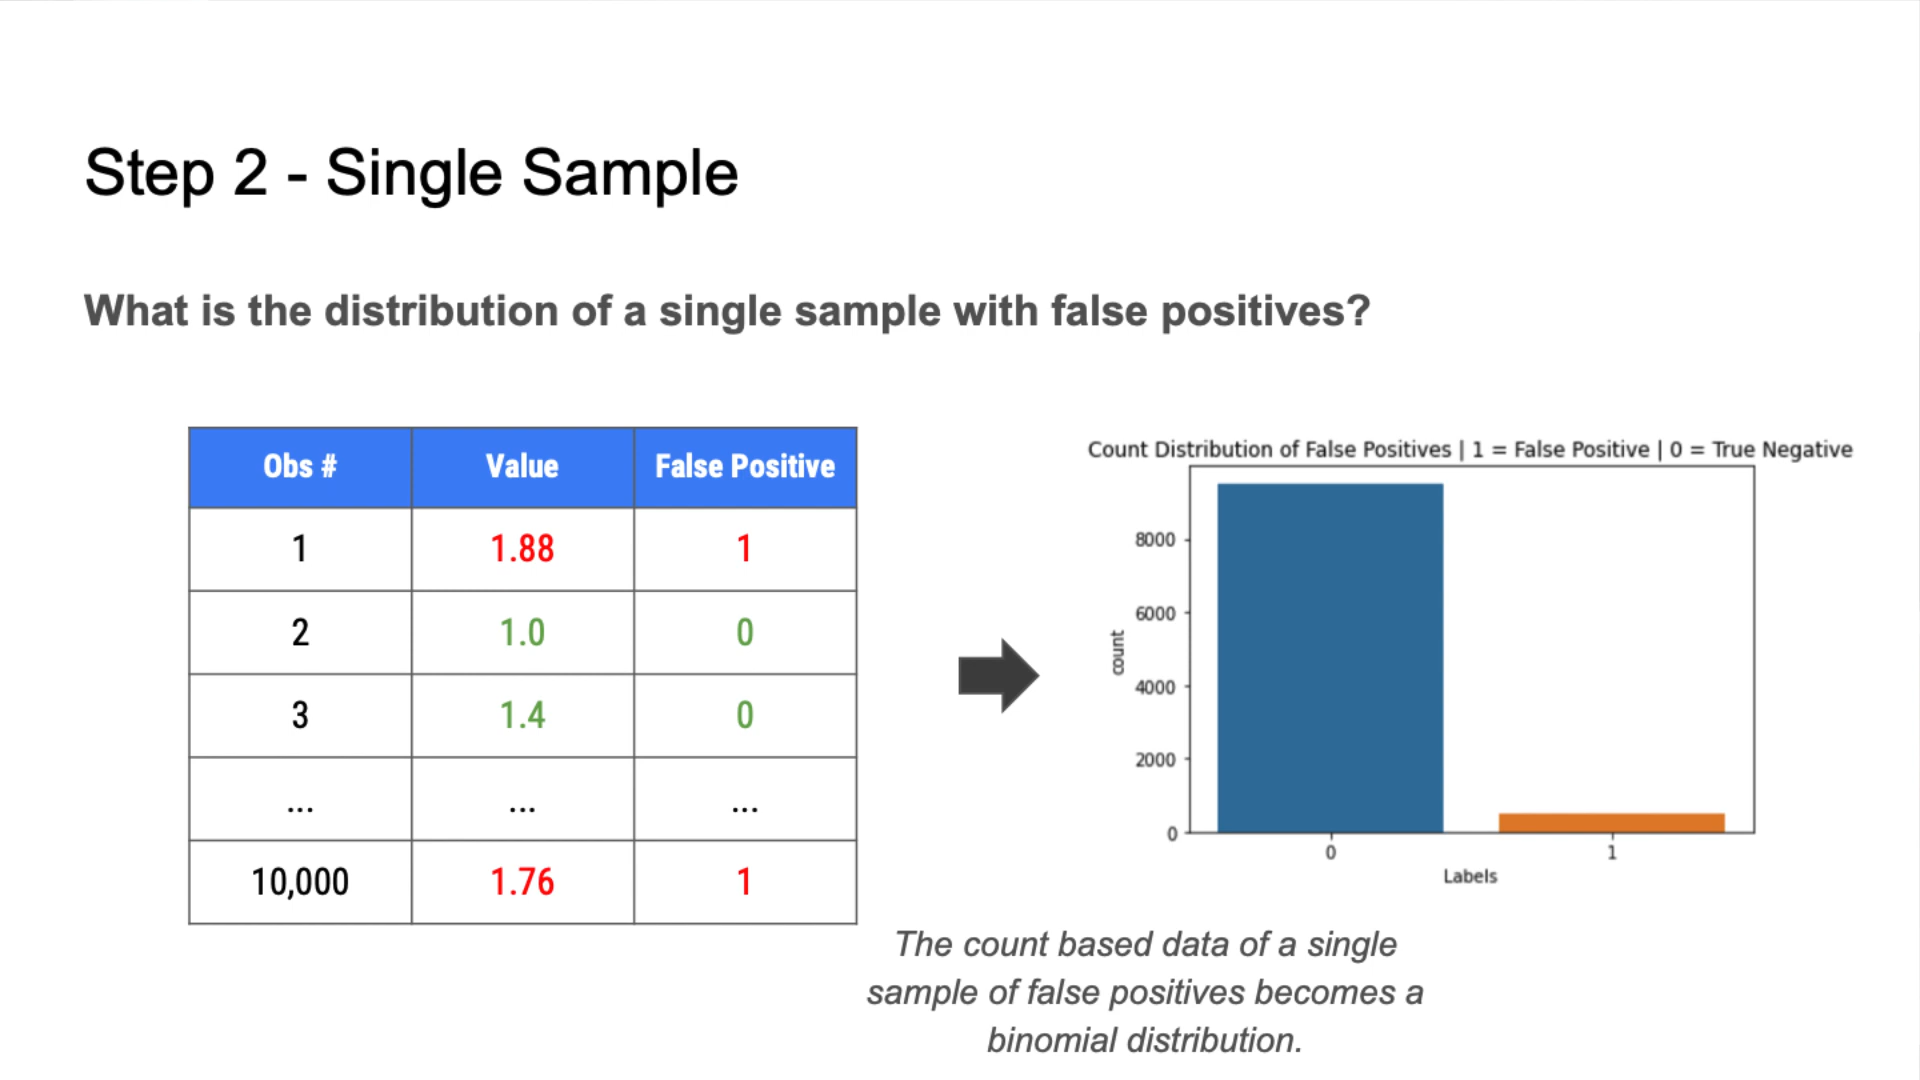 Step 2 - Single Sample
What is the distribution of a single sample with false positives?
Obs # Value False Positive
1 1.88 1
2 1.0 0
3 1.4 0
... ... ...
10,000 1.76 1
Count Distribution of False Positives | 1 = False Positive | 0 = True Negative
8000
6000
4000
2000
0
count
0 1
Labels
The count based data of a single
sample of false positives becomes a
binomial distribution.